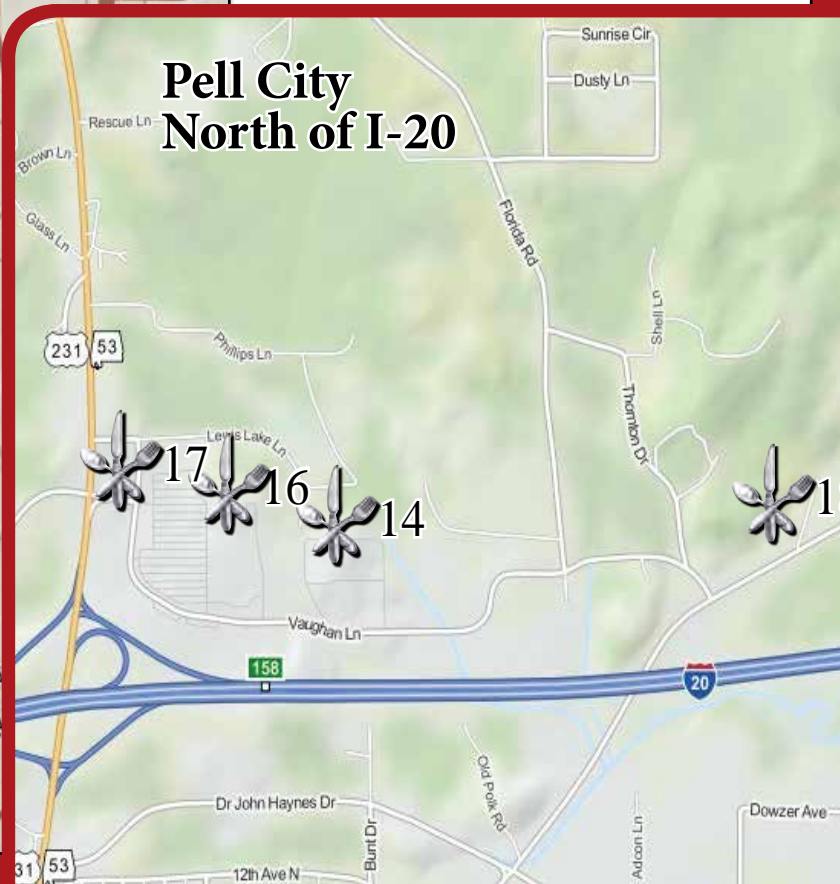 Pell City
North of I-20
Sunrise Cir
Dusty Ln
Rescue Ln
Brown Ln
Glass Ln
Florida Rd
Shell Ln
231
53
Phillips Ln
Thornton Dr
Lewis Lake Ln
17
16
14
1
Vaughan Ln
158
20
Old Polk Rd
Dr John Haynes Dr
Bunt Dr
Adcon Ln
Dowzer Ave
31
53
12th Ave N